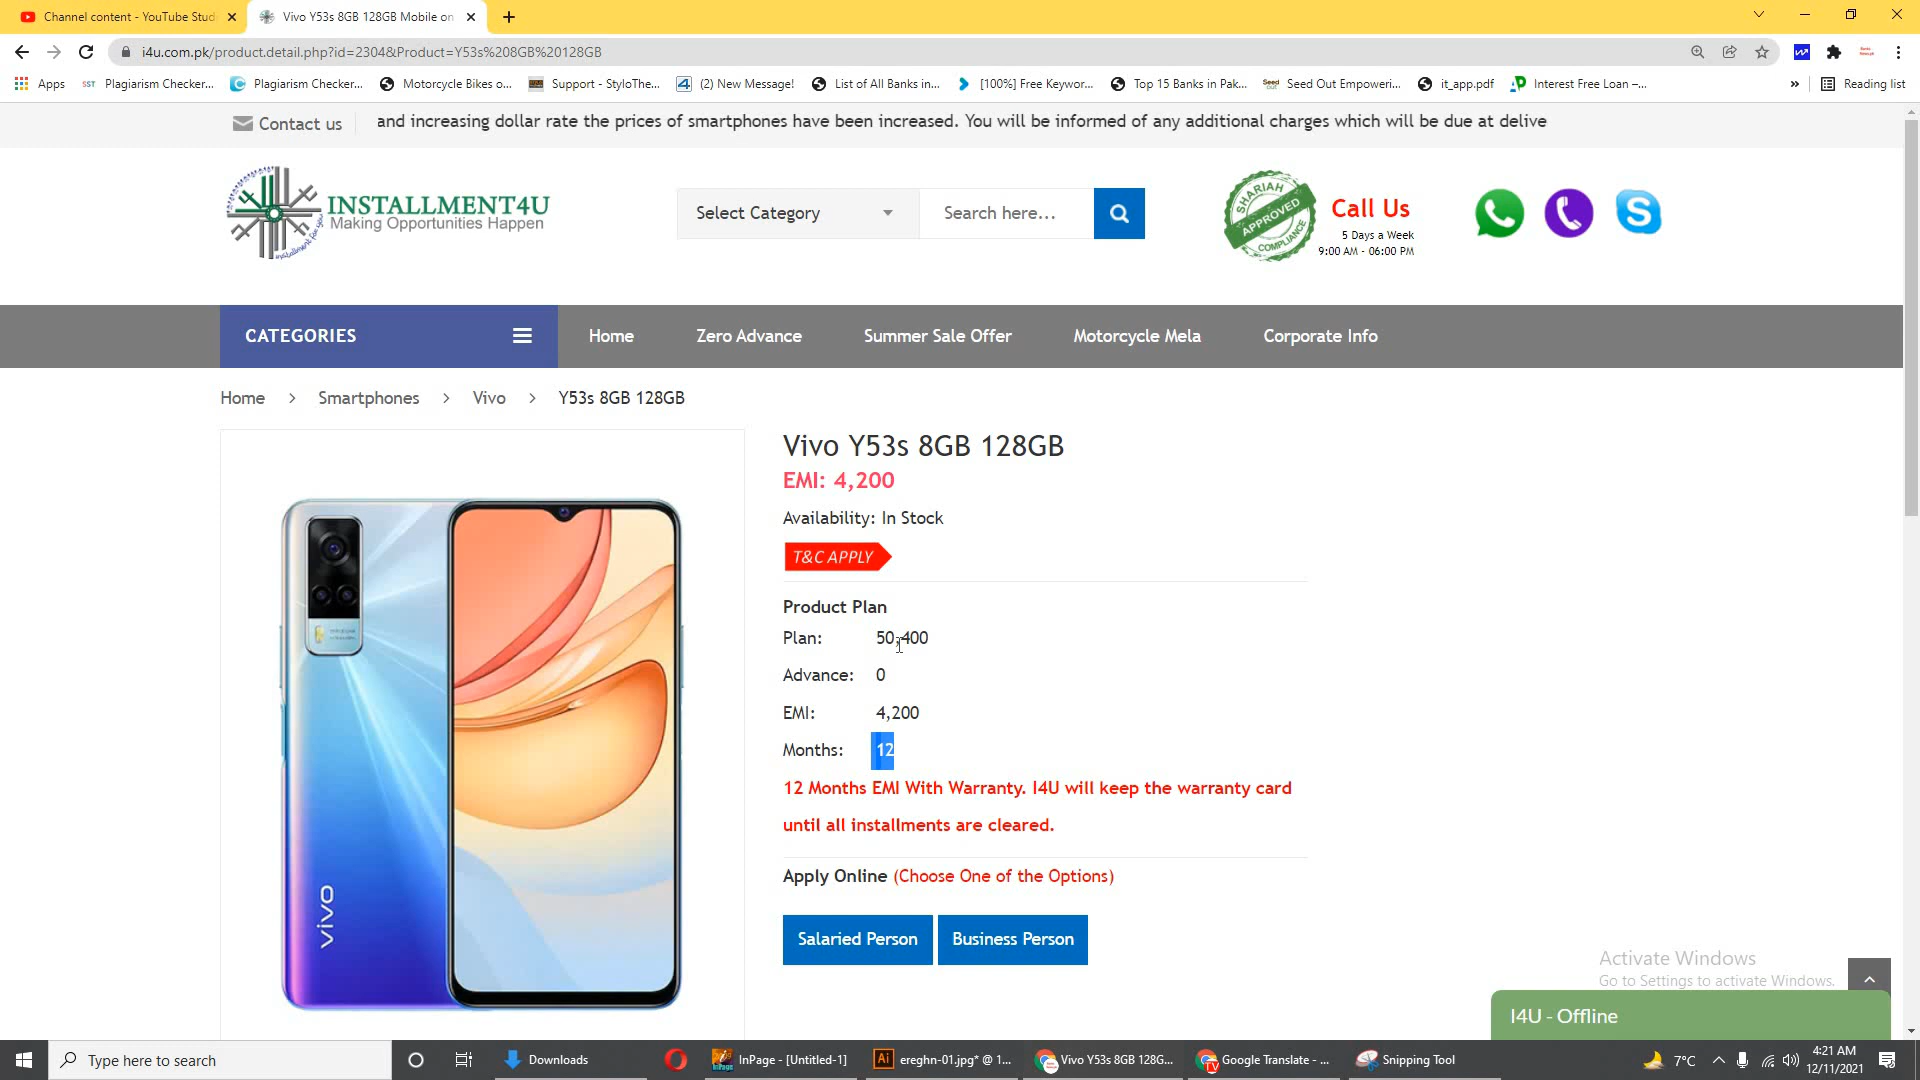 Channel content - YouTube Stud
Vivo Y53s 8GB 128GB Mobile on
i4u.com.pk/product.detail.php?id=2304&Product=Y53s%208GB%20128GB
Apps
Plagiarism Checker...
Plagiarism Checker...
Motorcycle Bikes o...
Support - StyloThe...
(2) New Message!
List of All Banks in...
[100%] Free Keywor...
Top 15 Banks in Pak...
Seed Out Empoweri...
it_app.pdf
Interest Free Loan –...
»
Reading list
Contact us
and increasing dollar rate the prices of smartphones have been increased. You will be informed of any additional charges which will be due at delive
INSTALLMENT4U
Making Opportunities Happen
Select Category
Search here...
SHARIAH
APPROVED
COMPLIANCE
Call Us
5 Days a Week
9:00 AM - 06:00 PM
CATEGORIES
Home
Zero Advance
Summer Sale Offer
Motorcycle Mela
Corporate Info
Home > Smartphones > Vivo > Y53s 8GB 128GB
Vivo Y53s 8GB 128GB
EMI: 4,200
Availability: In Stock
T&C APPLY
Product Plan
Plan: 50,400
Advance: 0
EMI: 4,200
Months: 12
12 Months EMI With Warranty. I4U will keep the warranty card
until all installments are cleared.
Apply Online (Choose One of the Options)
Salaried Person
Business Person
vivo
Activate Windows
Go to Settings to activate Windows.
I4U - Offline
Type here to search
Downloads
InPage - [Untitled-1]
ereghn-01.jpg* @ 1...
Vivo Y53s 8GB 128G...
Google Translate - ...
Snipping Tool
7°C
4:21 AM
12/11/2021